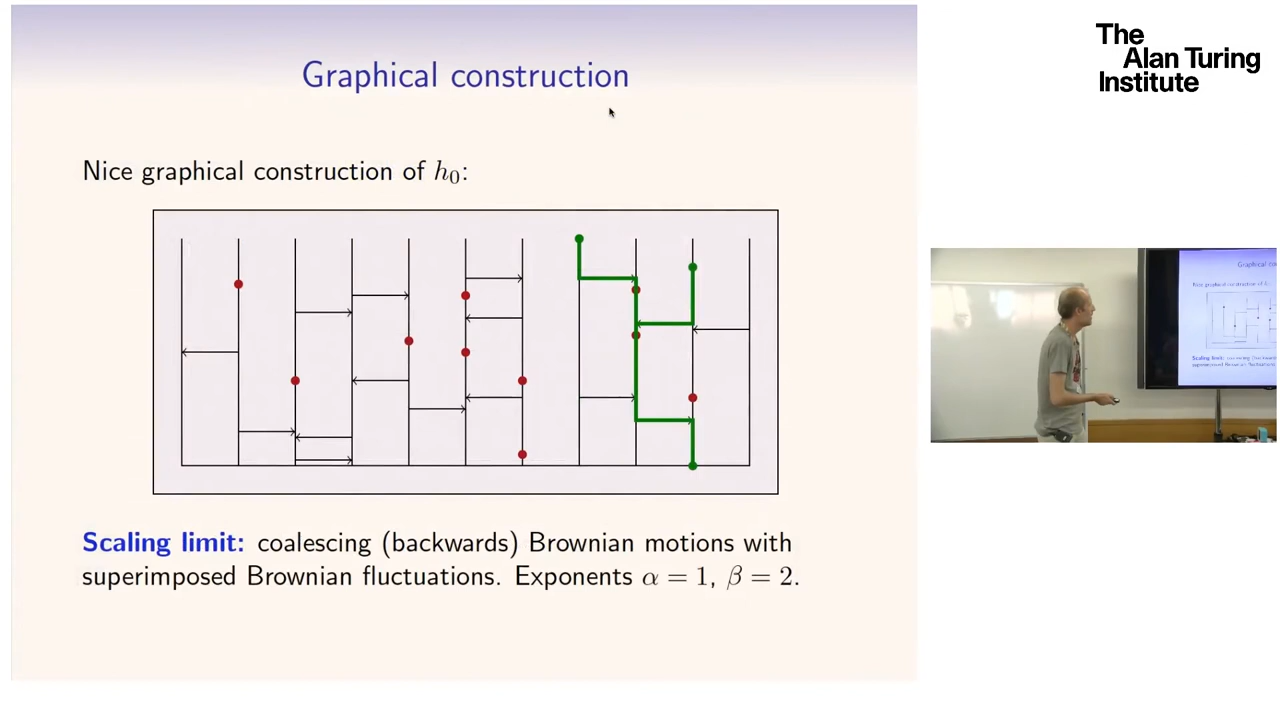 The
Alan Turing
Institute
Graphical construction
Nice graphical construction of h₀:
Scaling limit: coalescing (backwards) Brownian motions with
superimposed Brownian fluctuations. Exponents α = 1, β = 2.